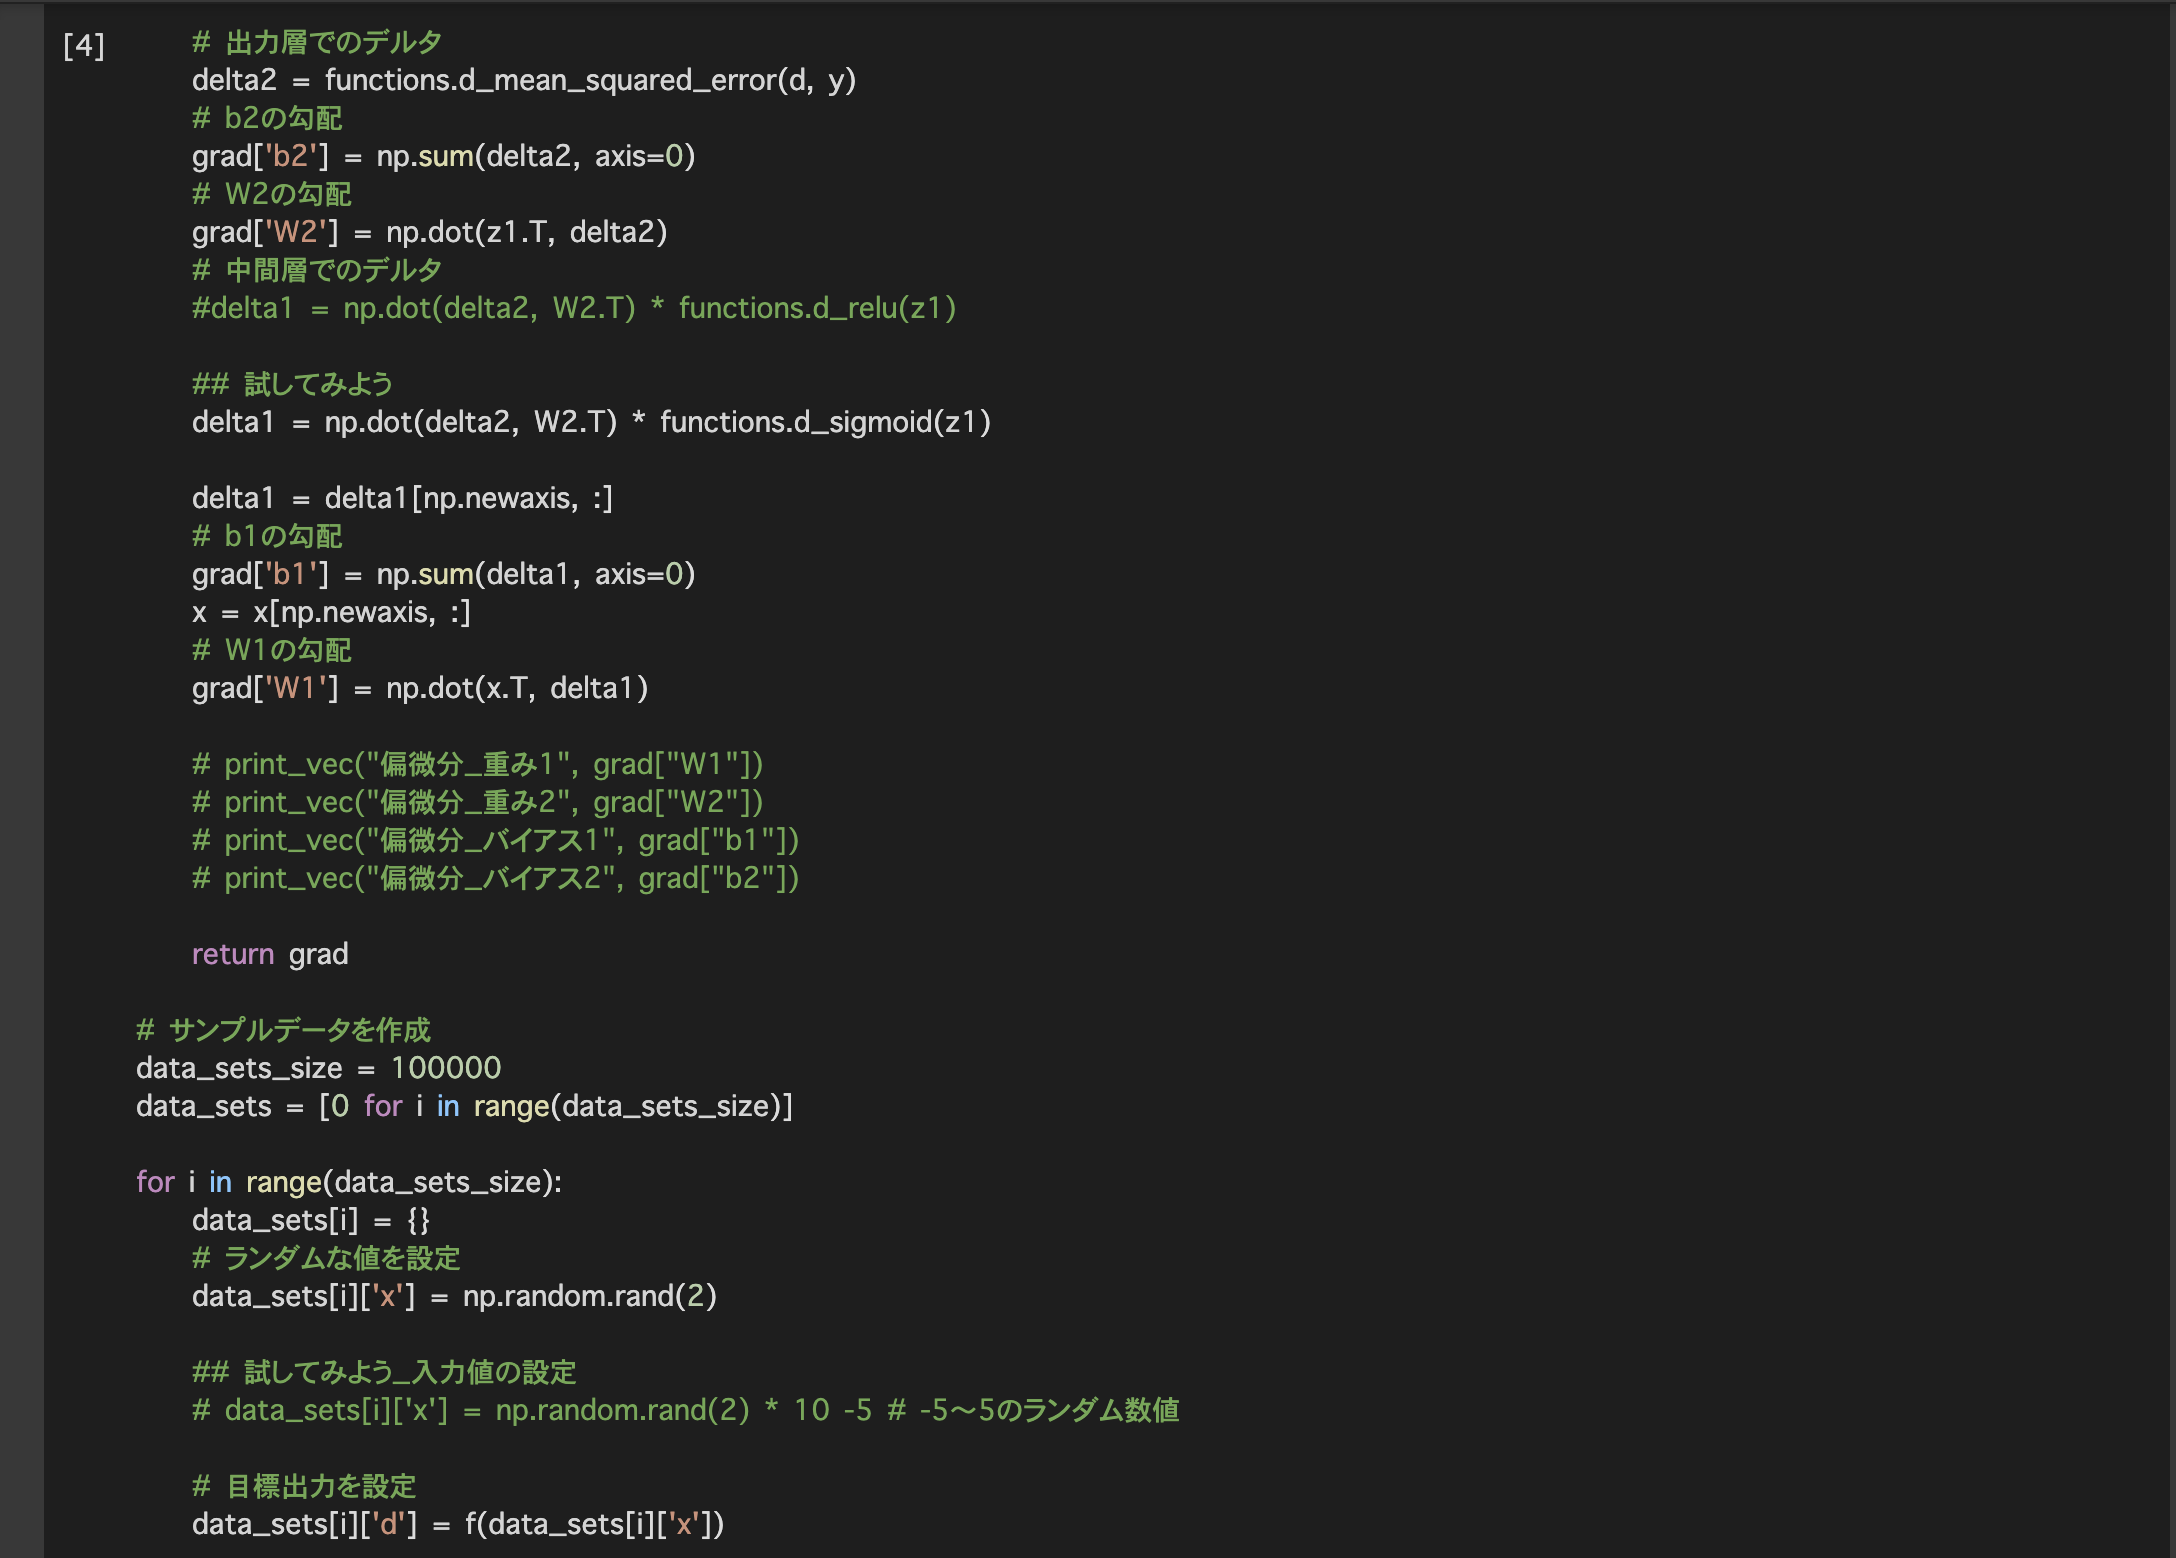 [4]
# 出力層でのデルタ
delta2 = functions.d_mean_squared_error(d, y)
# b2の勾配
grad['b2'] = np.sum(delta2, axis=0)
# W2の勾配
grad['W2'] = np.dot(z1.T, delta2)
# 中間層でのデルタ
#delta1 = np.dot(delta2, W2.T) * functions.d_relu(z1)
## 試してみよう
delta1 = np.dot(delta2, W2.T) * functions.d_sigmoid(z1)
delta1 = delta1[np.newaxis, :]
# b1の勾配
grad['b1'] = np.sum(delta1, axis=0)
x = x[np.newaxis, :]
# W1の勾配
grad['W1'] = np.dot(x.T, delta1)
# print_vec("偏微分_重み1", grad["W1"])
# print_vec("偏微分_重み2", grad["W2"])
# print_vec("偏微分_バイアス1", grad["b1"])
# print_vec("偏微分_バイアス2", grad["b2"])
return grad
# サンプルデータを作成
data_sets_size = 100000
data_sets = [0 for i in range(data_sets_size)]
for i in range(data_sets_size):
data_sets[i] = {}
# ランダムな値を設定
data_sets[i]['x'] = np.random.rand(2)
## 試してみよう_入力値の設定
# data_sets[i]['x'] = np.random.rand(2) * 10 -5 # -5〜5のランダム数値
# 目標出力を設定
data_sets[i]['d'] = f(data_sets[i]['x'])